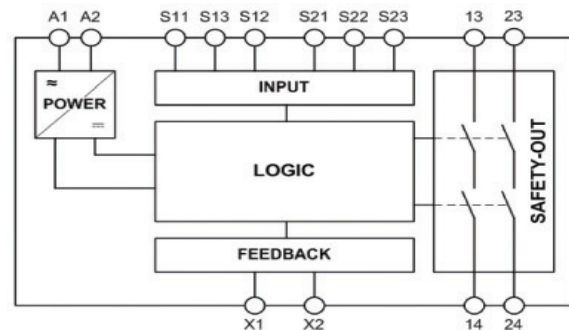 A1 A2 S11 S13 S12 S21 S22 S23 13 23
≈
POWER
INPUT
LOGIC
SAFETY-OUT
FEEDBACK
X1 X2 14 24